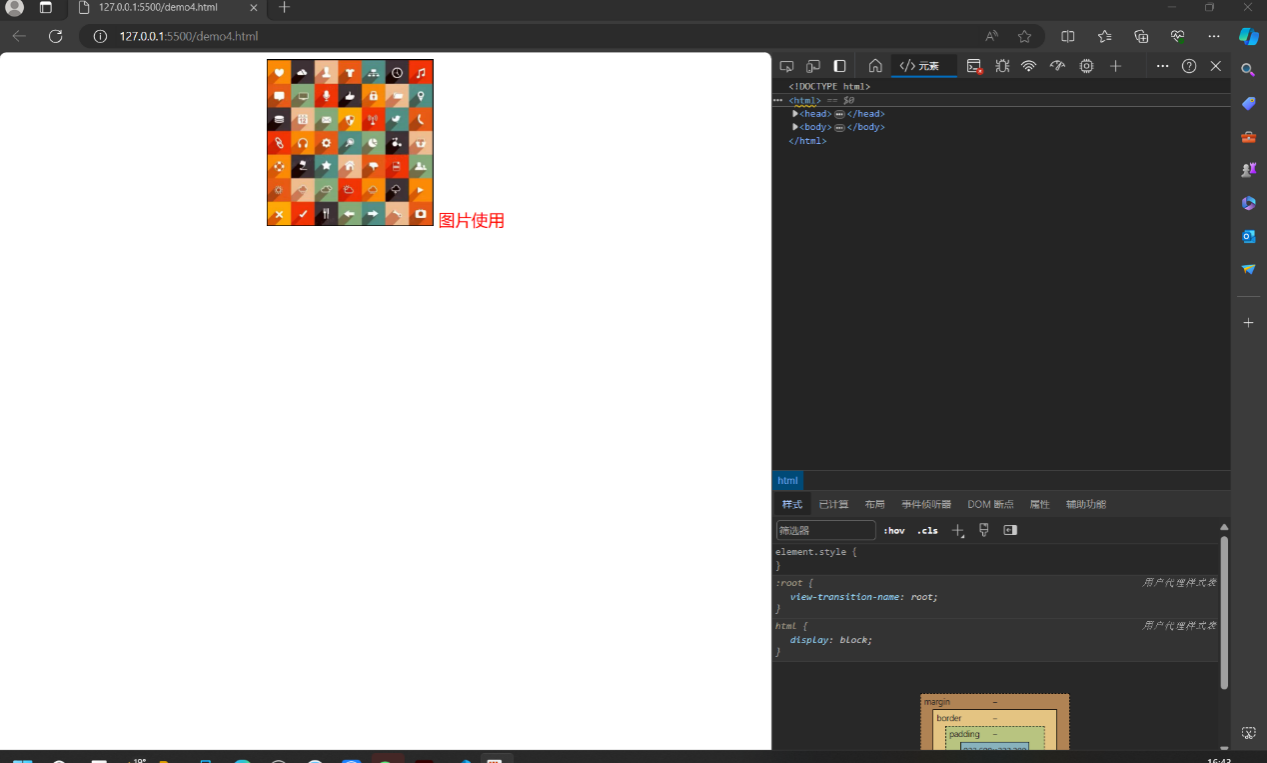 127.0.0.1:5500/demo4.html
127.0.0.1:5500/demo4.html
图片使用
元素
<!DOCTYPE html>
<html> == $0
<head> </head>
<body> </body>
</html>
html
样式 已计算 布局 事件侦听器 DOM 断点 属性 辅助功能
筛选器 :hov .cls
element.style {
}
:root { 用户代理样式表
view-transition-name: root;
}
html { 用户代理样式表
display: block;
}
margin –
border –
padding –
19°
16:43